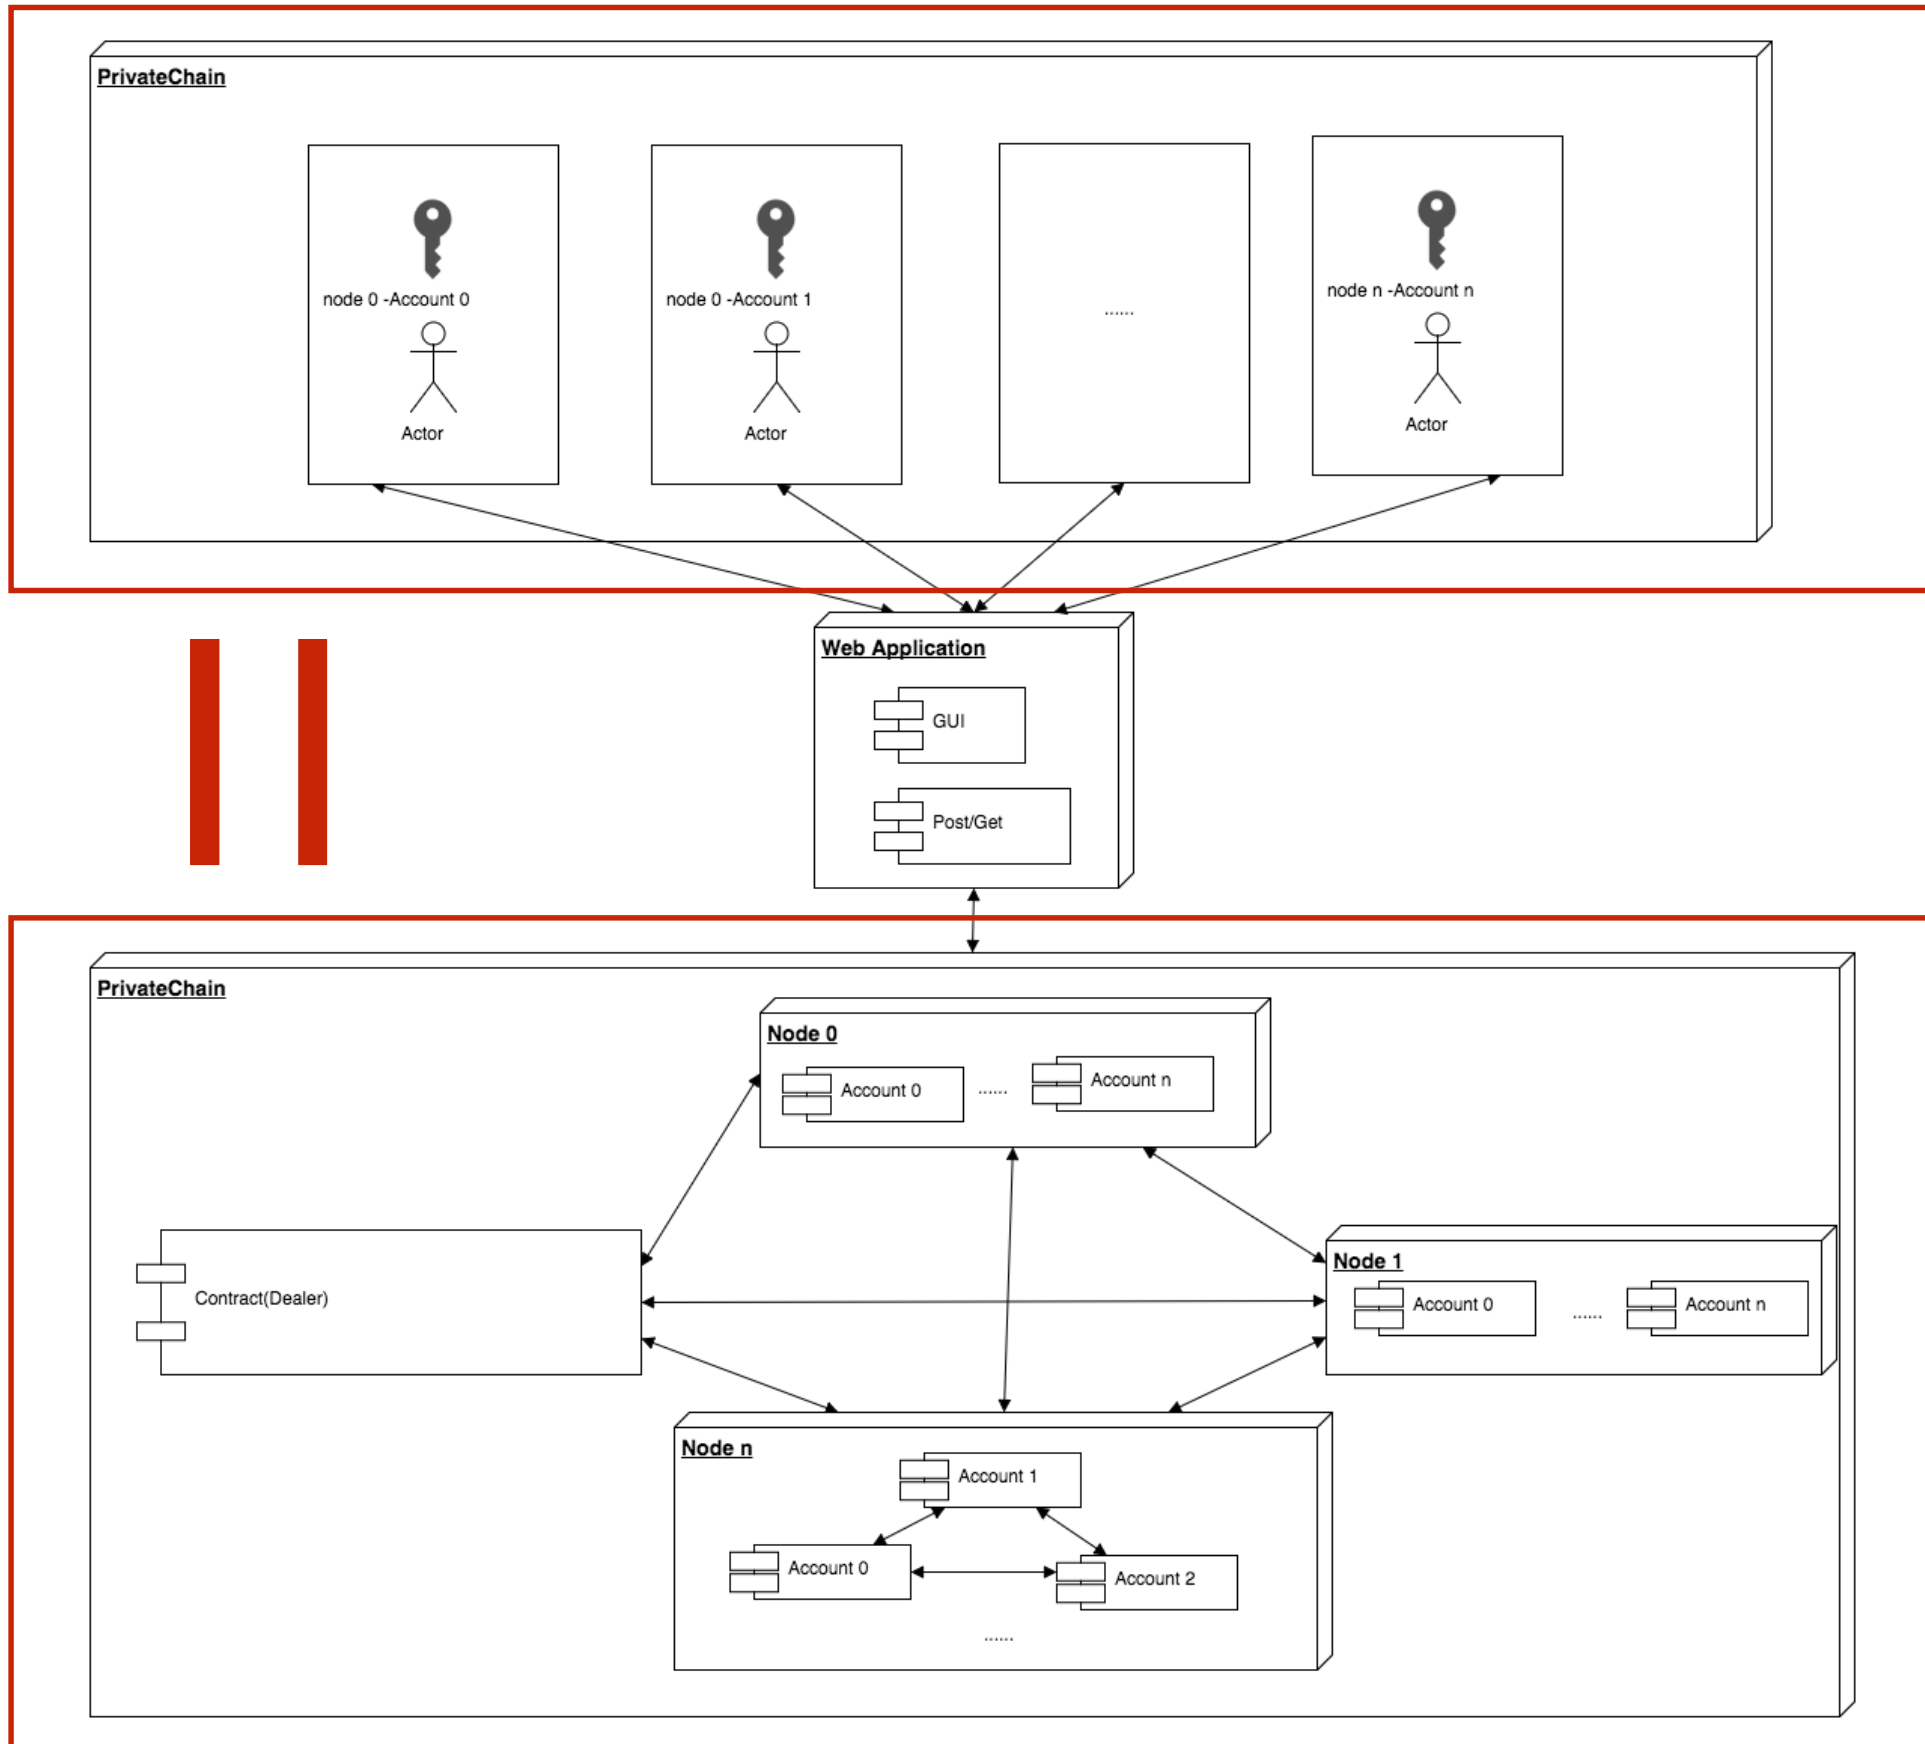 PrivateChain
node 0 -Account 0
Actor
node 0 -Account 1
Actor
......
node n -Account n
Actor
Web Application
GUI
Post/Get
PrivateChain
Node 0
Account 0
......
Account n
Contract(Dealer)
Node 1
Account 0
......
Account n
Node n
Account 1
Account 0
Account 2
......